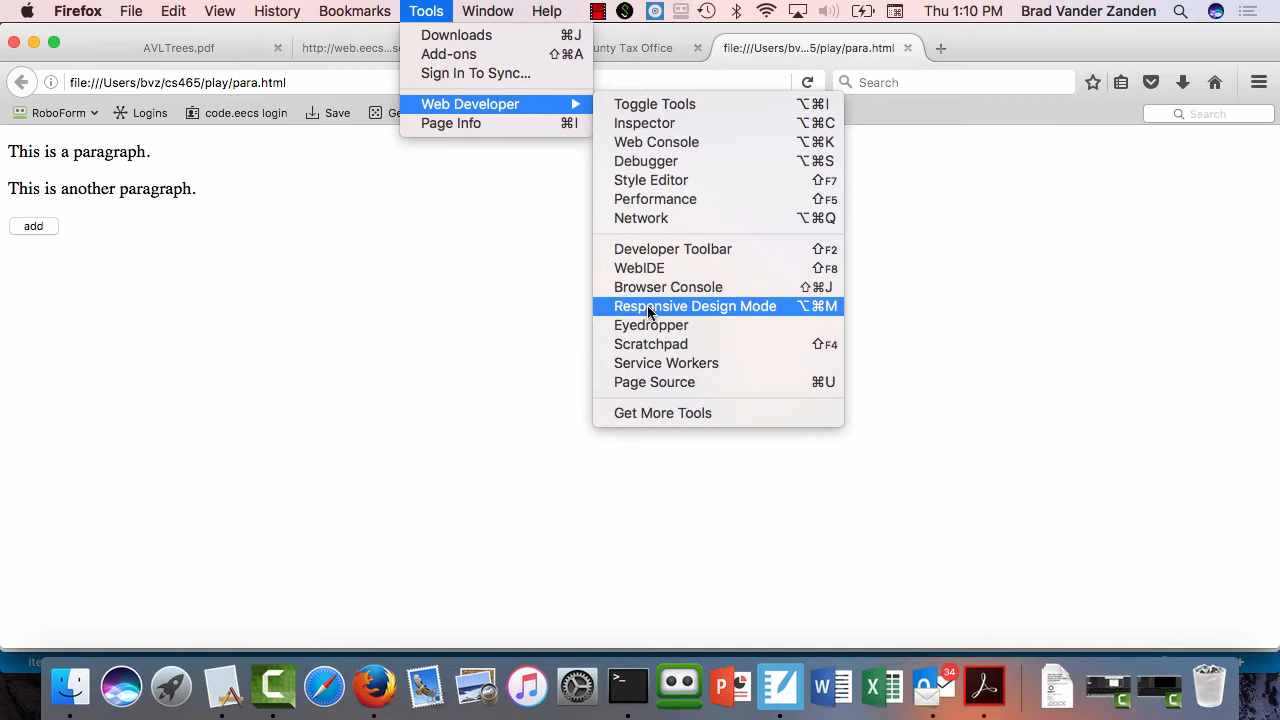 Firefox File Edit View History Bookmarks Tools Window Help Thu 1:10 PM Brad Vander Zanden
AVLTrees.pdf http://web.eecs... unty Tax Office file:///Users/bv...5/play/para.html
file:///Users/bvz/cs465/play/para.html Search
RoboForm Logins code.eecs login Save Ge Search
Downloads ⌘J
Add-ons ⇧⌘A
Sign In To Sync...
Web Developer
Page Info ⌘I
Toggle Tools ⌥⌘I
Inspector ⌥⌘C
Web Console ⌥⌘K
Debugger ⌥⌘S
Style Editor ⇧F7
Performance ⇧F5
Network ⌥⌘Q
Developer Toolbar ⇧F2
WebIDE ⇧F8
Browser Console ⇧⌘J
Responsive Design Mode ⌥⌘M
Eyedropper
Scratchpad ⇧F4
Service Workers
Page Source ⌘U
Get More Tools
This is a paragraph.
This is another paragraph.
add
Ite
34
DOCX